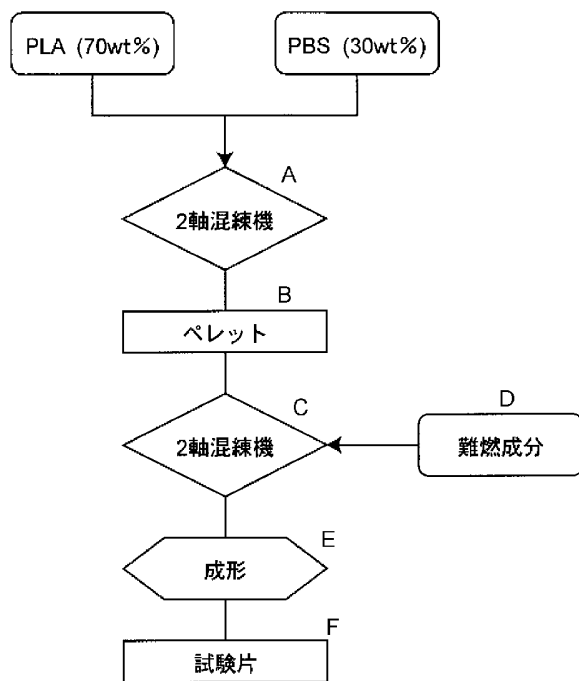 PLA (70wt%)
PBS (30wt%)
A
2軸混練機
B
ペレット
C
2軸混練機
D
難燃成分
E
成形
F
試験片